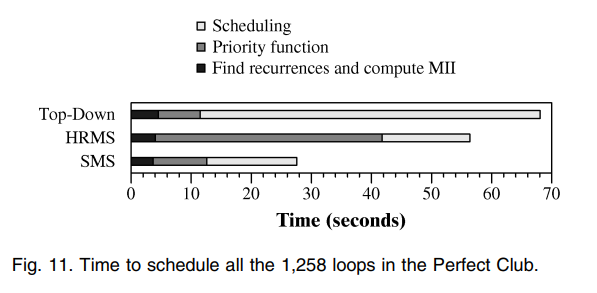 Scheduling
Priority function
Find recurrences and compute MII
Top-Down
HRMS
SMS
0 10 20 30 40 50 60 70
Time (seconds)
Fig. 11. Time to schedule all the 1,258 loops in the Perfect Club.